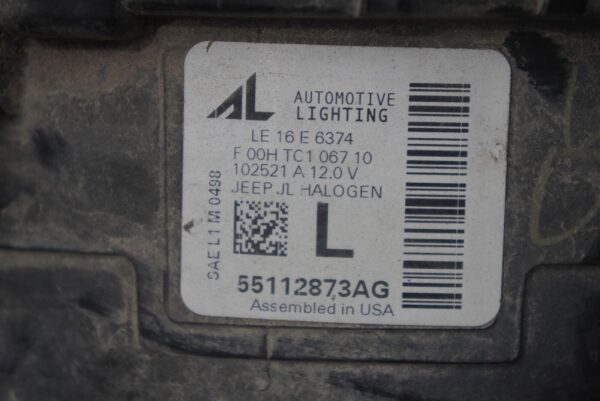 AL
AUTOMOTIVE
LIGHTING
LE 16 E 6374
F 00H TC1 067 10
102521 A 12.0 V
JEEP JL HALOGEN
SAE L1 M 0498
L
55112873AG
Assembled in USA